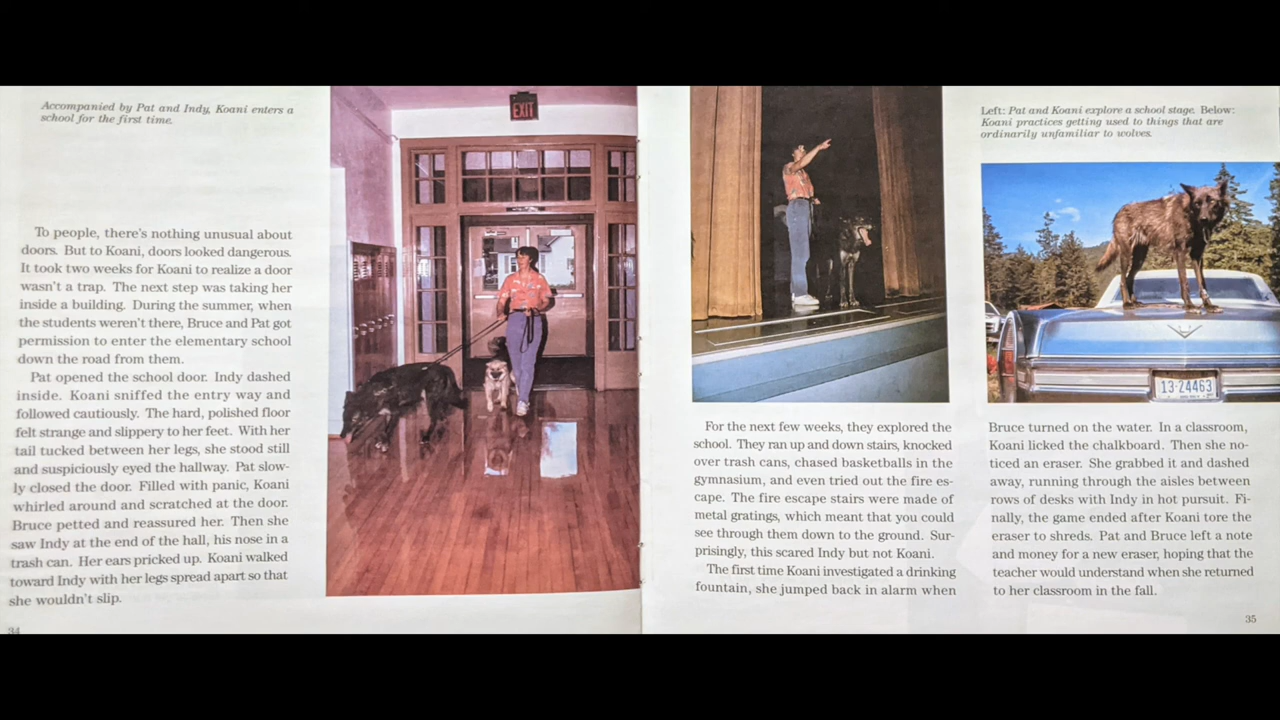 Accompanied by Pat and Indy, Koani enters a
school for the first time.
To people, there's nothing unusual about
doors. But to Koani, doors looked dangerous.
It took two weeks for Koani to realize a door
wasn't a trap. The next step was taking her
inside a building. During the summer, when
the students weren't there, Bruce and Pat got
permission to enter the elementary school
down the road from them.
Pat opened the school door. Indy dashed
inside. Koani sniffed the entry way and
followed cautiously. The hard, polished floor
felt strange and slippery to her feet. With her
tail tucked between her legs, she stood still
and suspiciously eyed the hallway. Pat slow-
ly closed the door. Filled with panic, Koani
whirled around and scratched at the door.
Bruce petted and reassured her. Then she
saw Indy at the end of the hall, his nose in a
trash can. Her ears pricked up. Koani walked
toward Indy with her legs spread apart so that
she wouldn't slip.
34
EXIT
Left: Pat and Koani explore a school stage. Below:
Koani practices getting used to things that are
ordinarily unfamiliar to wolves.
13-24463
For the next few weeks, they explored the
school. They ran up and down stairs, knocked
over trash cans, chased basketballs in the
gymnasium, and even tried out the fire es-
cape. The fire escape stairs were made of
metal gratings, which meant that you could
see through them down to the ground. Sur-
prisingly, this scared Indy but not Koani.
The first time Koani investigated a drinking
fountain, she jumped back in alarm when
Bruce turned on the water. In a classroom,
Koani licked the chalkboard. Then she no-
ticed an eraser. She grabbed it and dashed
away, running through the aisles between
rows of desks with Indy in hot pursuit. Fi-
nally, the game ended after Koani tore the
eraser to shreds. Pat and Bruce left a note
and money for a new eraser, hoping that the
teacher would understand when she returned
to her classroom in the fall.
35